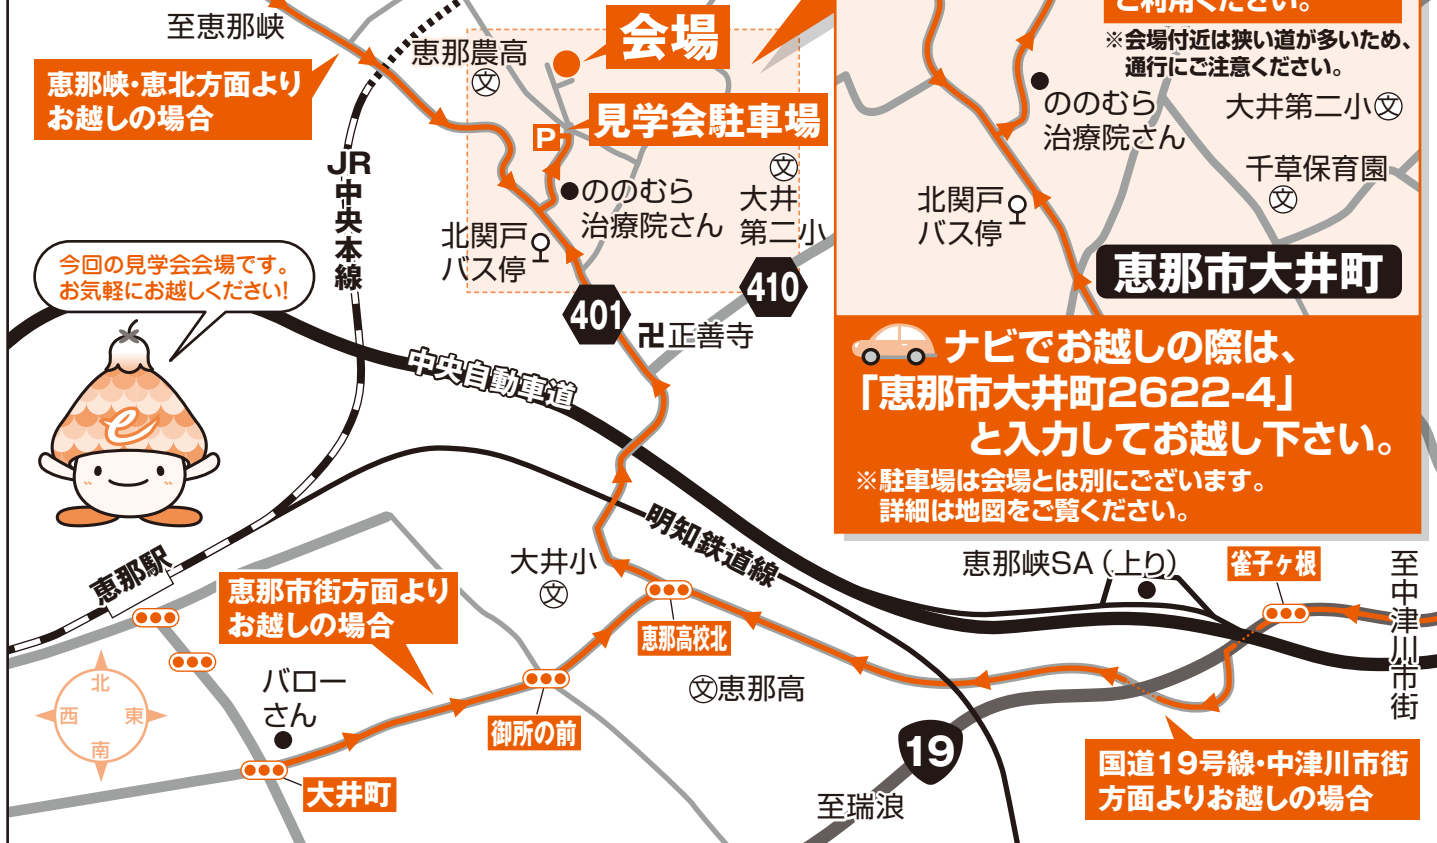 至恵那峡
恵那峡・恵北方面より
お越しの場合
恵那農高
文
会場
見学会駐車場
P
JR
中央本線
ののむら
治療院さん
文
大井
第二小
北関戸
バス停
410
401
卍正善寺
今回の見学会会場です。
お気軽にお越しください!
e
中央自動車道
ご利用ください。
※会場付近は狭い道が多いため、
通行にご注意ください。
ののむら
治療院さん
大井第二小文
千草保育園
文
北関戸
バス停
恵那市大井町
ナビでお越しの際は、
「恵那市大井町2622-4」
と入力してお越し下さい。
※駐車場は会場とは別にございます。
詳細は地図をご覧ください。
明知鉄道線
大井小
文
恵那駅
恵那市街方面より
お越しの場合
恵那高校北
恵那峡SA(上り)
雀子ヶ根
至中津川市街
北
西
東
南
バロー
さん
大井町
御所の前
文恵那高
19
至瑞浪
国道19号線・中津川市街
方面よりお越しの場合